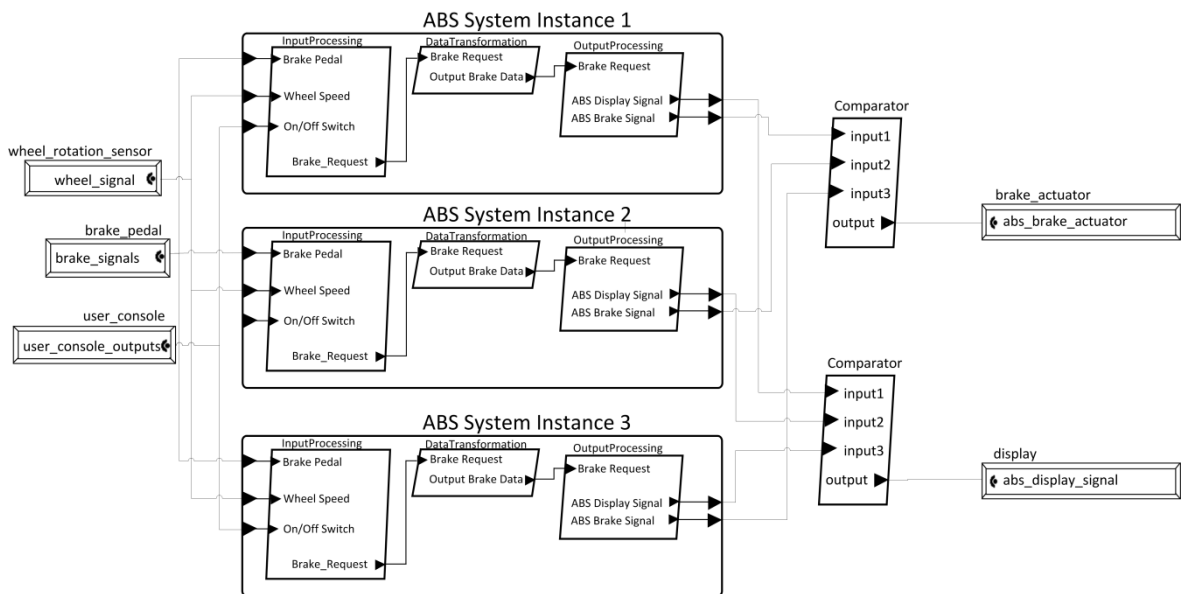 ABS System Instance 1
InputProcessing
DataTransformation
OutputProcessing
Brake Pedal
Brake Request
Output Brake Data
Brake Request
Wheel Speed
ABS Display Signal
ABS Brake Signal
On/Off Switch
Brake_Request
Comparator
input1
input2
input3
output
wheel_rotation_sensor
wheel_signal
brake_actuator
abs_brake_actuator
ABS System Instance 2
InputProcessing
DataTransformation
OutputProcessing
Brake Pedal
Brake Request
Output Brake Data
Brake Request
Wheel Speed
ABS Display Signal
ABS Brake Signal
On/Off Switch
Brake_Request
brake_pedal
brake_signals
user_console
user_console_outputs
Comparator
input1
input2
input3
output
ABS System Instance 3
InputProcessing
DataTransformation
OutputProcessing
Brake Pedal
Brake Request
Output Brake Data
Brake Request
Wheel Speed
ABS Display Signal
ABS Brake Signal
On/Off Switch
Brake_Request
display
abs_display_signal